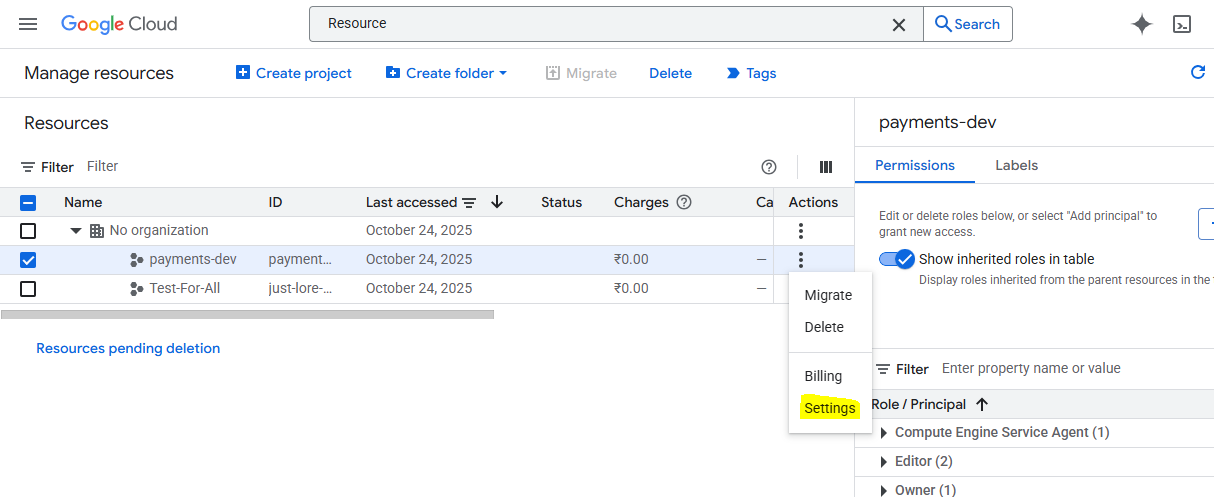 Google Cloud
Resource
Search
Manage resources
Create project
Create folder
Migrate
Delete
Tags
Resources
payments-dev
Filter Filter
Permissions
Labels
Name ID Last accessed Status Charges Ca Actions
Edit or delete roles below, or select "Add principal" to
grant new access.
No organization October 24, 2025
payments-dev payment... October 24, 2025 ₹0.00 —
Test-For-All just-lore-... October 24, 2025 ₹0.00 —
Show inherited roles in table
Display roles inherited from the parent resources in the
Migrate
Delete
Billing
Settings
Resources pending deletion
Filter Enter property name or value
Role / Principal
Compute Engine Service Agent (1)
Editor (2)
Owner (1)